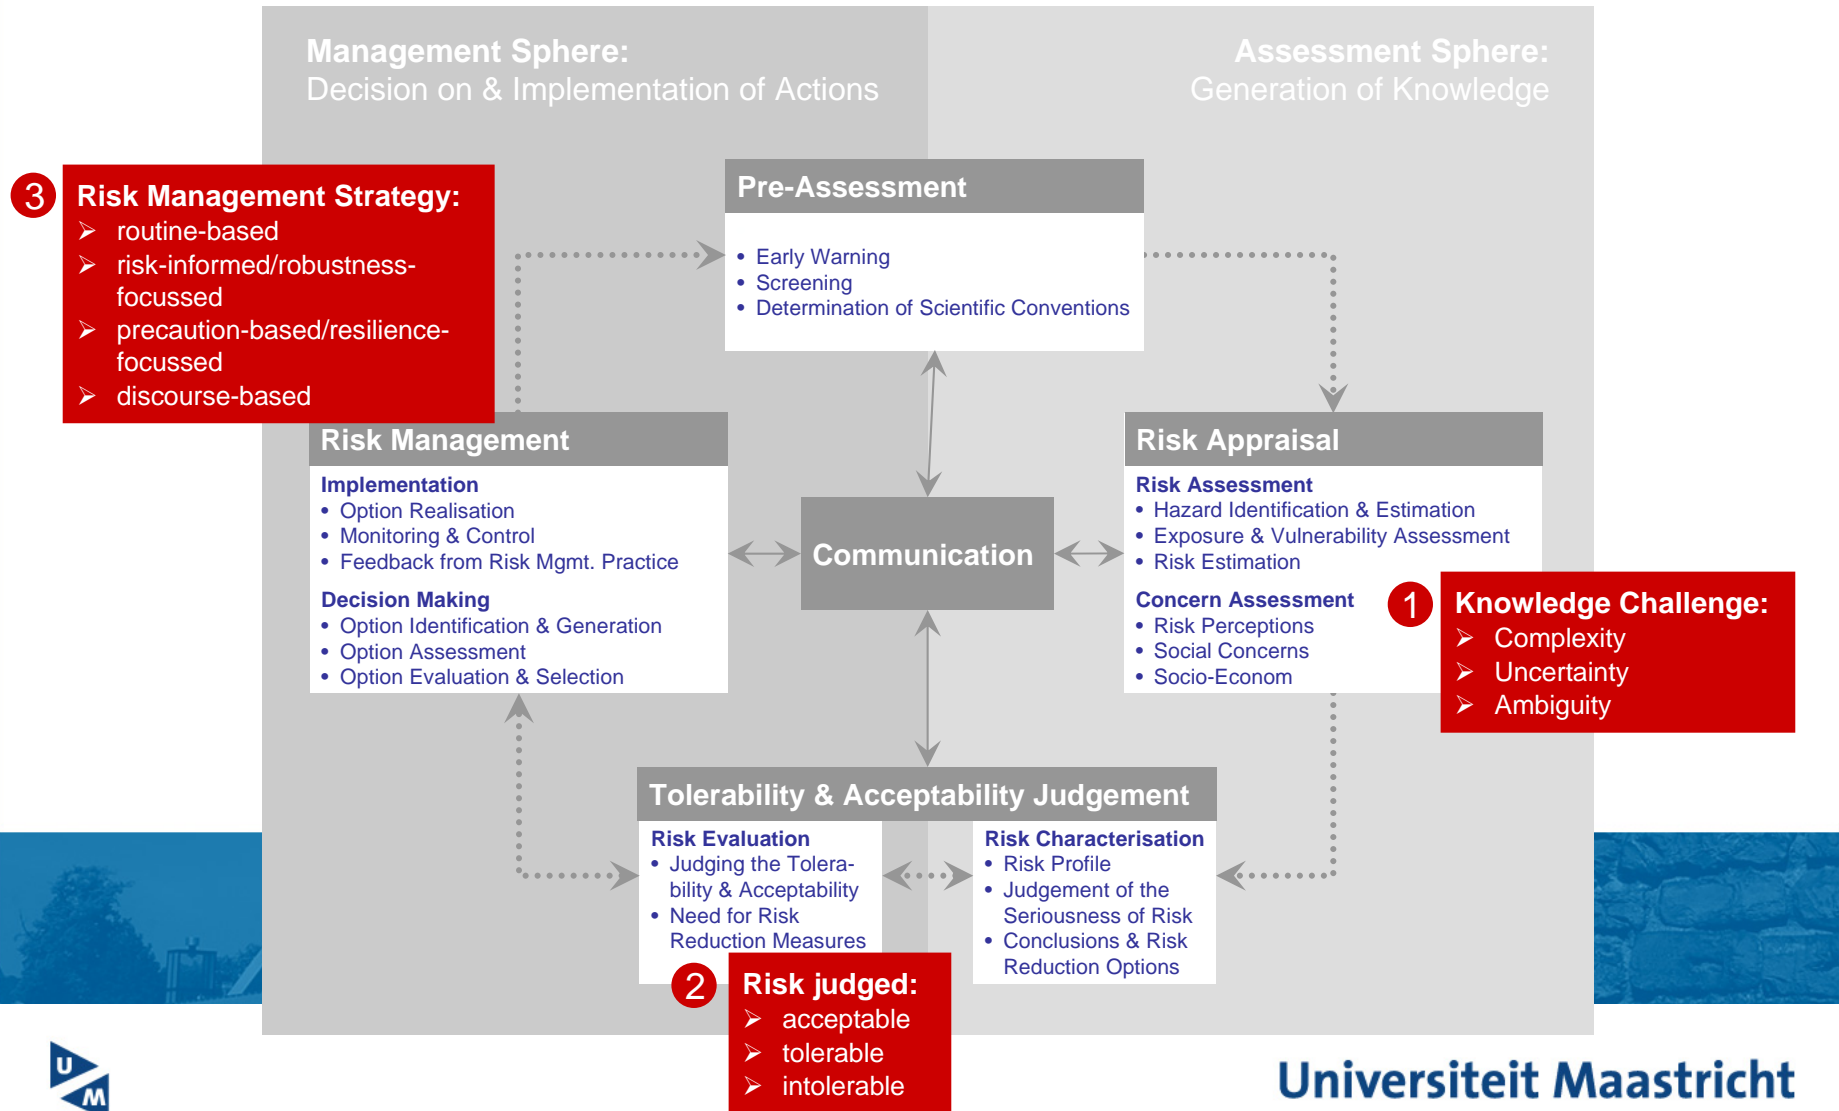 Management Sphere:
Decision on & Implementation of Actions
Assessment Sphere:
Generation of Knowledge
3
Risk Management Strategy:
➢ routine-based
➢ risk-informed/robustness-
focussed
➢ precaution-based/resilience-
focussed
➢ discourse-based
Pre-Assessment
• Early Warning
• Screening
• Determination of Scientific Conventions
Risk Management
Implementation
• Option Realisation
• Monitoring & Control
• Feedback from Risk Mgmt. Practice
Decision Making
• Option Identification & Generation
• Option Assessment
• Option Evaluation & Selection
Communication
Risk Appraisal
Risk Assessment
• Hazard Identification & Estimation
• Exposure & Vulnerability Assessment
• Risk Estimation
Concern Assessment
• Risk Perceptions
• Social Concerns
• Socio-Econom
1
Knowledge Challenge:
➢ Complexity
➢ Uncertainty
➢ Ambiguity
Tolerability & Acceptability Judgement
Risk Evaluation
• Judging the Tolera-
bility & Acceptability
• Need for Risk
Reduction Measures
Risk Characterisation
• Risk Profile
• Judgement of the
Seriousness of Risk
• Conclusions & Risk
Reduction Options
2
Risk judged:
➢ acceptable
➢ tolerable
➢ intolerable
U
M
Universiteit Maastricht